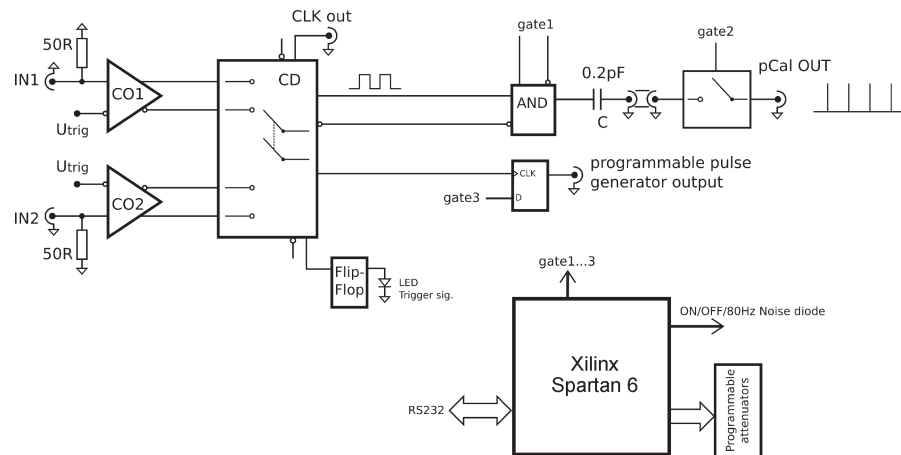 CLK out
gate1
gate2
50R
IN1
CO1
CD
0.2pF
pCal OUT
AND
C
Utrig
Utrig
CLK
programmable pulse
generator output
gate3
D
IN2
CO2
50R
Flip-
Flop
LED
Trigger sig.
gate1...3
ON/OFF/80Hz Noise diode
Xilinx
Spartan 6
RS232
Programmable
attenuators